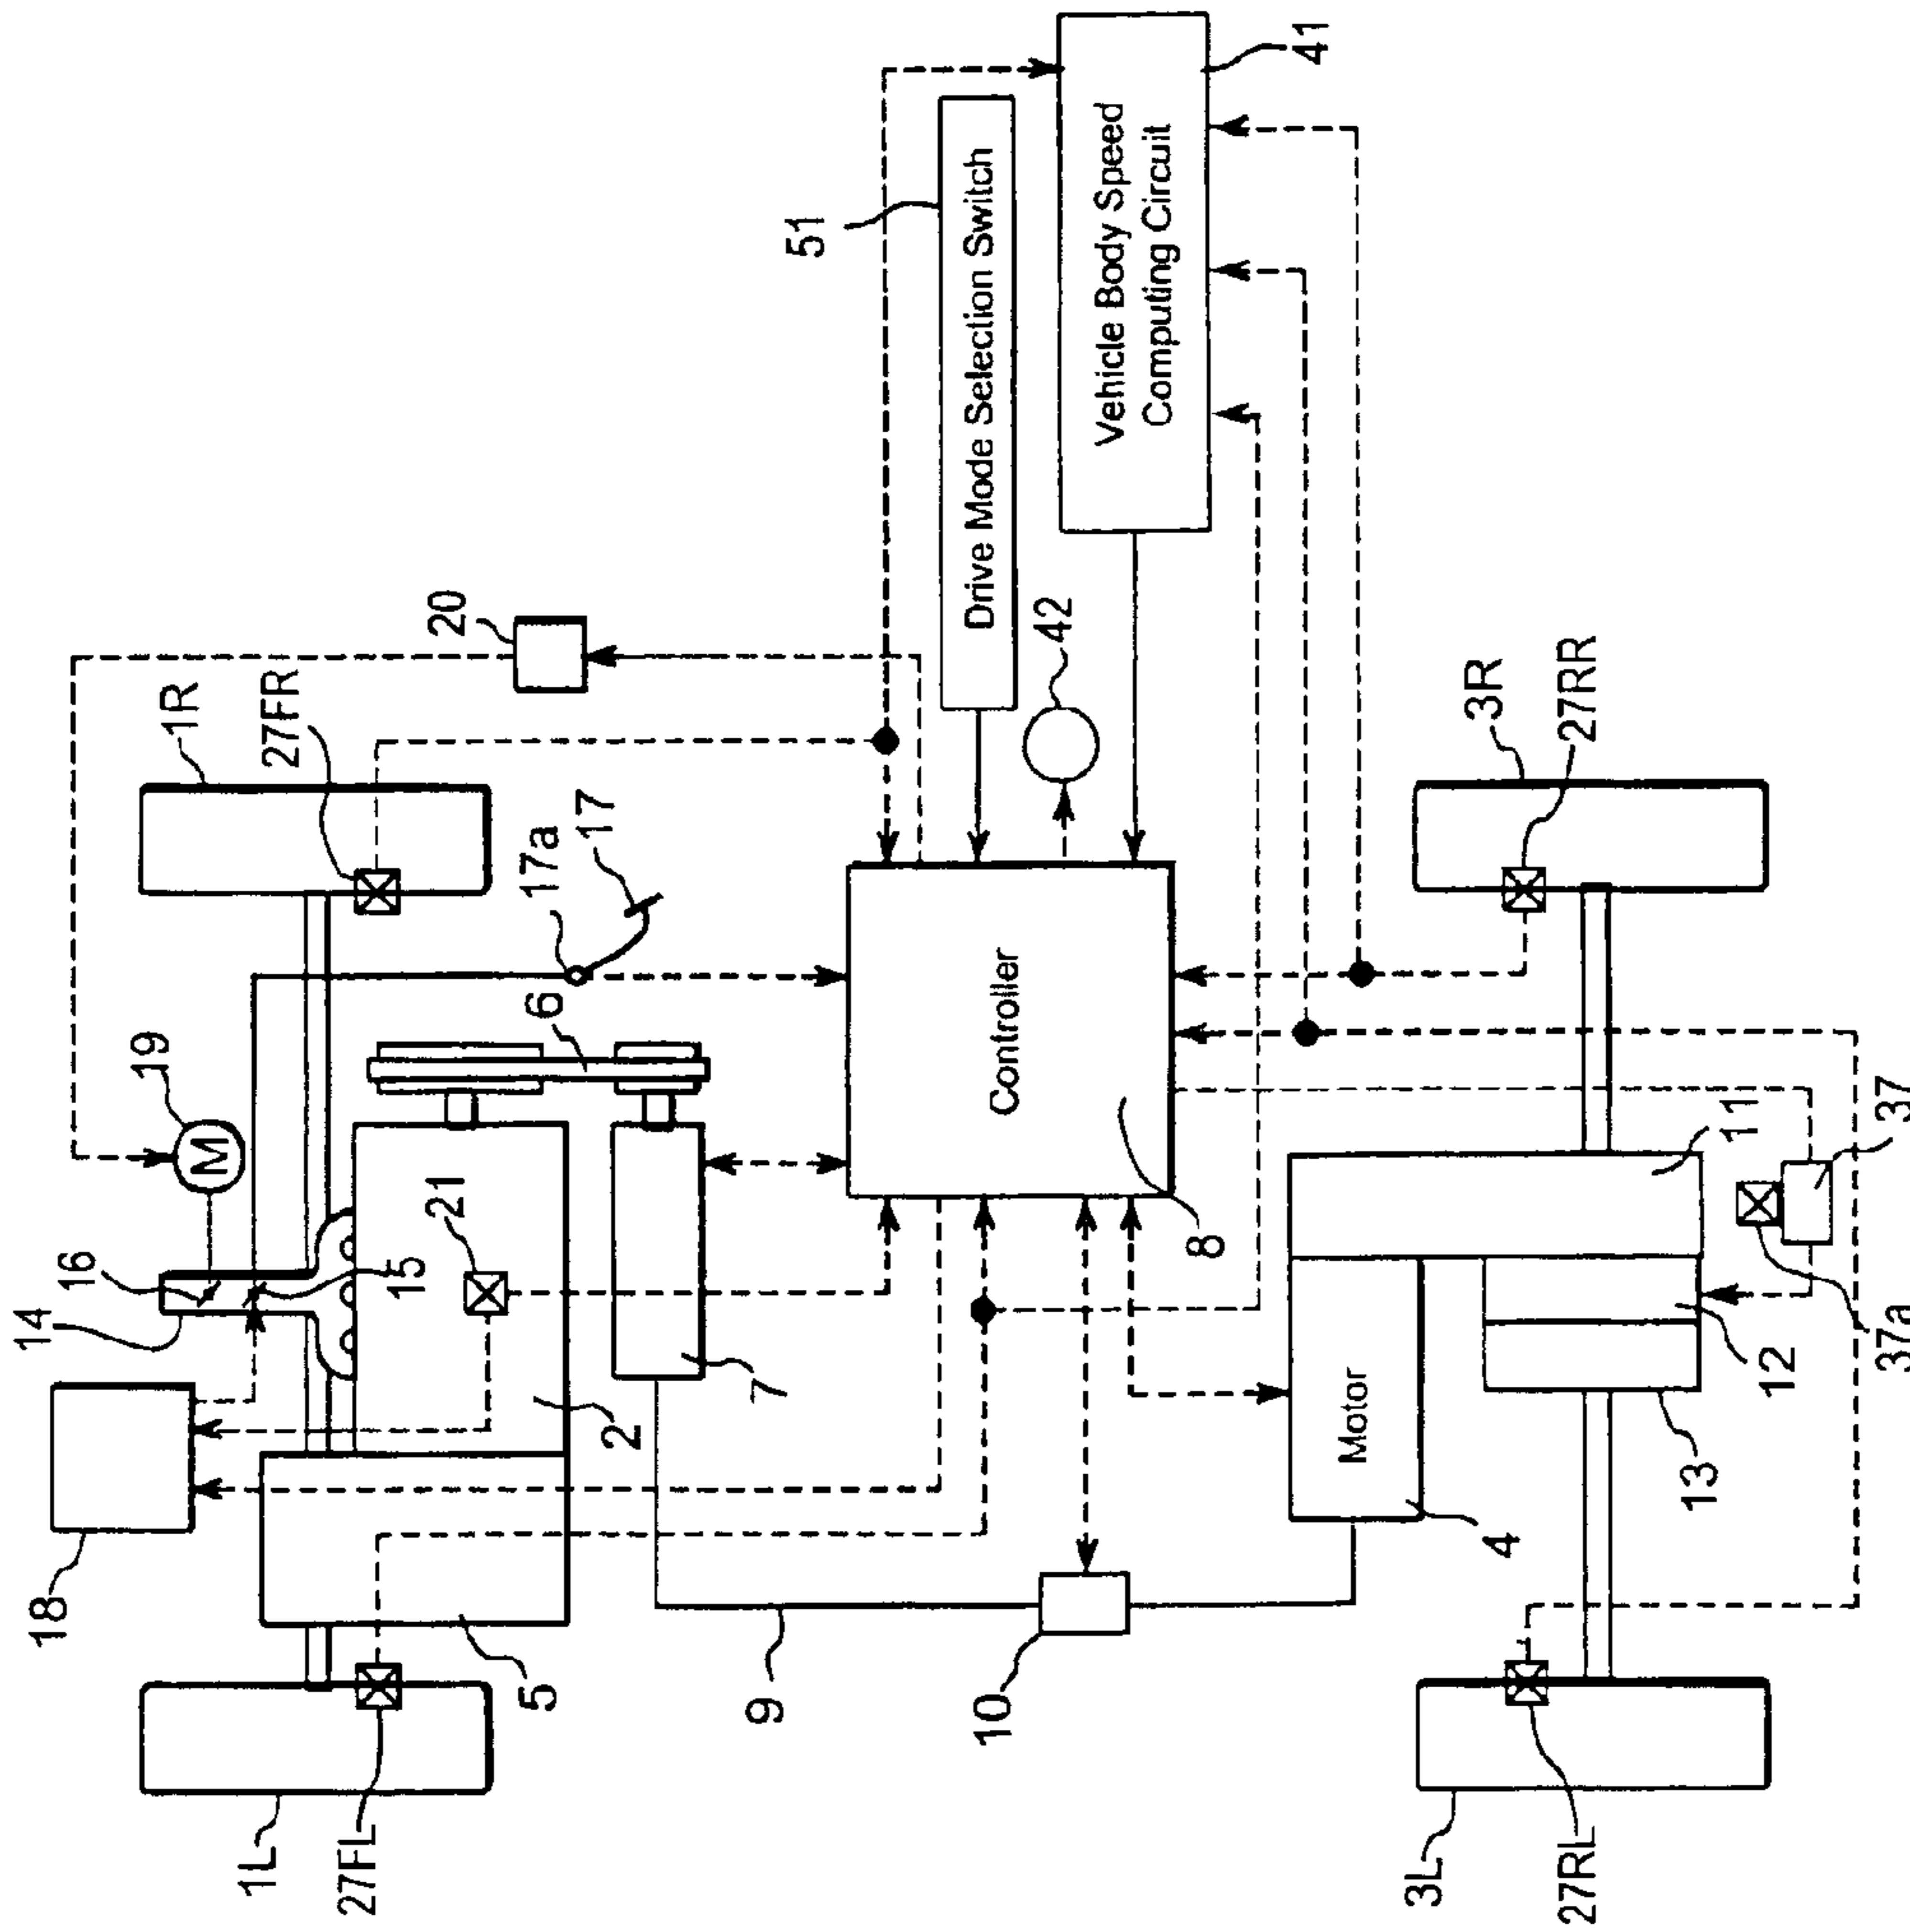 18
14
16
19
M
1R
27FR
20
1L
27FL
5
2
15
21
7
6
17a
17
51
Drive Mode Selection Switch
Vehicle Body Speed
Computing Circuit
41
42
9
10
Controller
8
Motor
4
13
12
37a
37
11
3R
27RR
3L
27RL